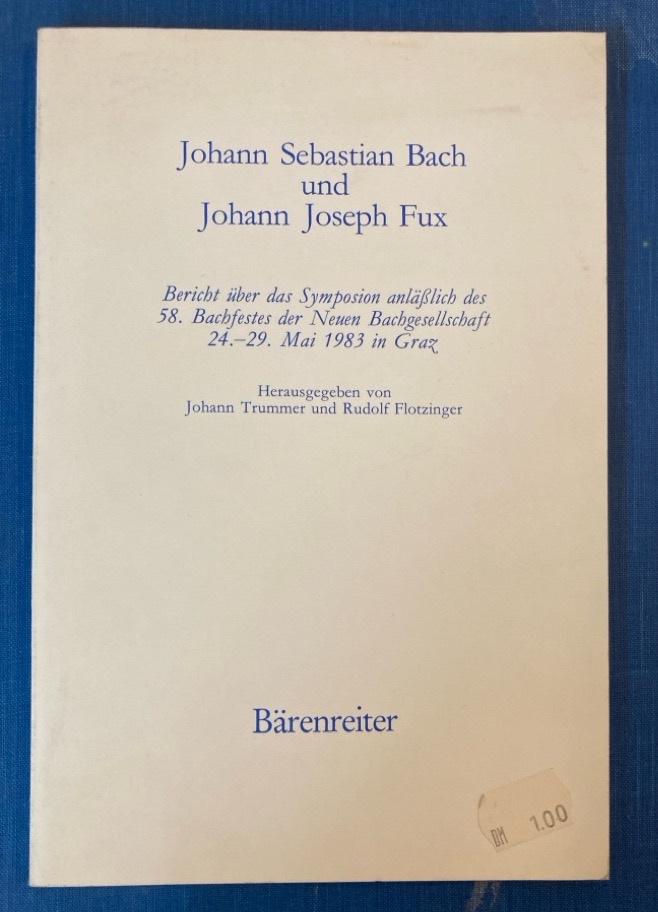 Johann Sebastian Bach
und
Johann Joseph Fux
Bericht über das Symposion anläßlich des
58. Bachfestes der Neuen Bachgesellschaft
24.–29. Mai 1983 in Graz
Herausgegeben von
Johann Trummer und Rudolf Flotzinger
Bärenreiter
DM 1.00